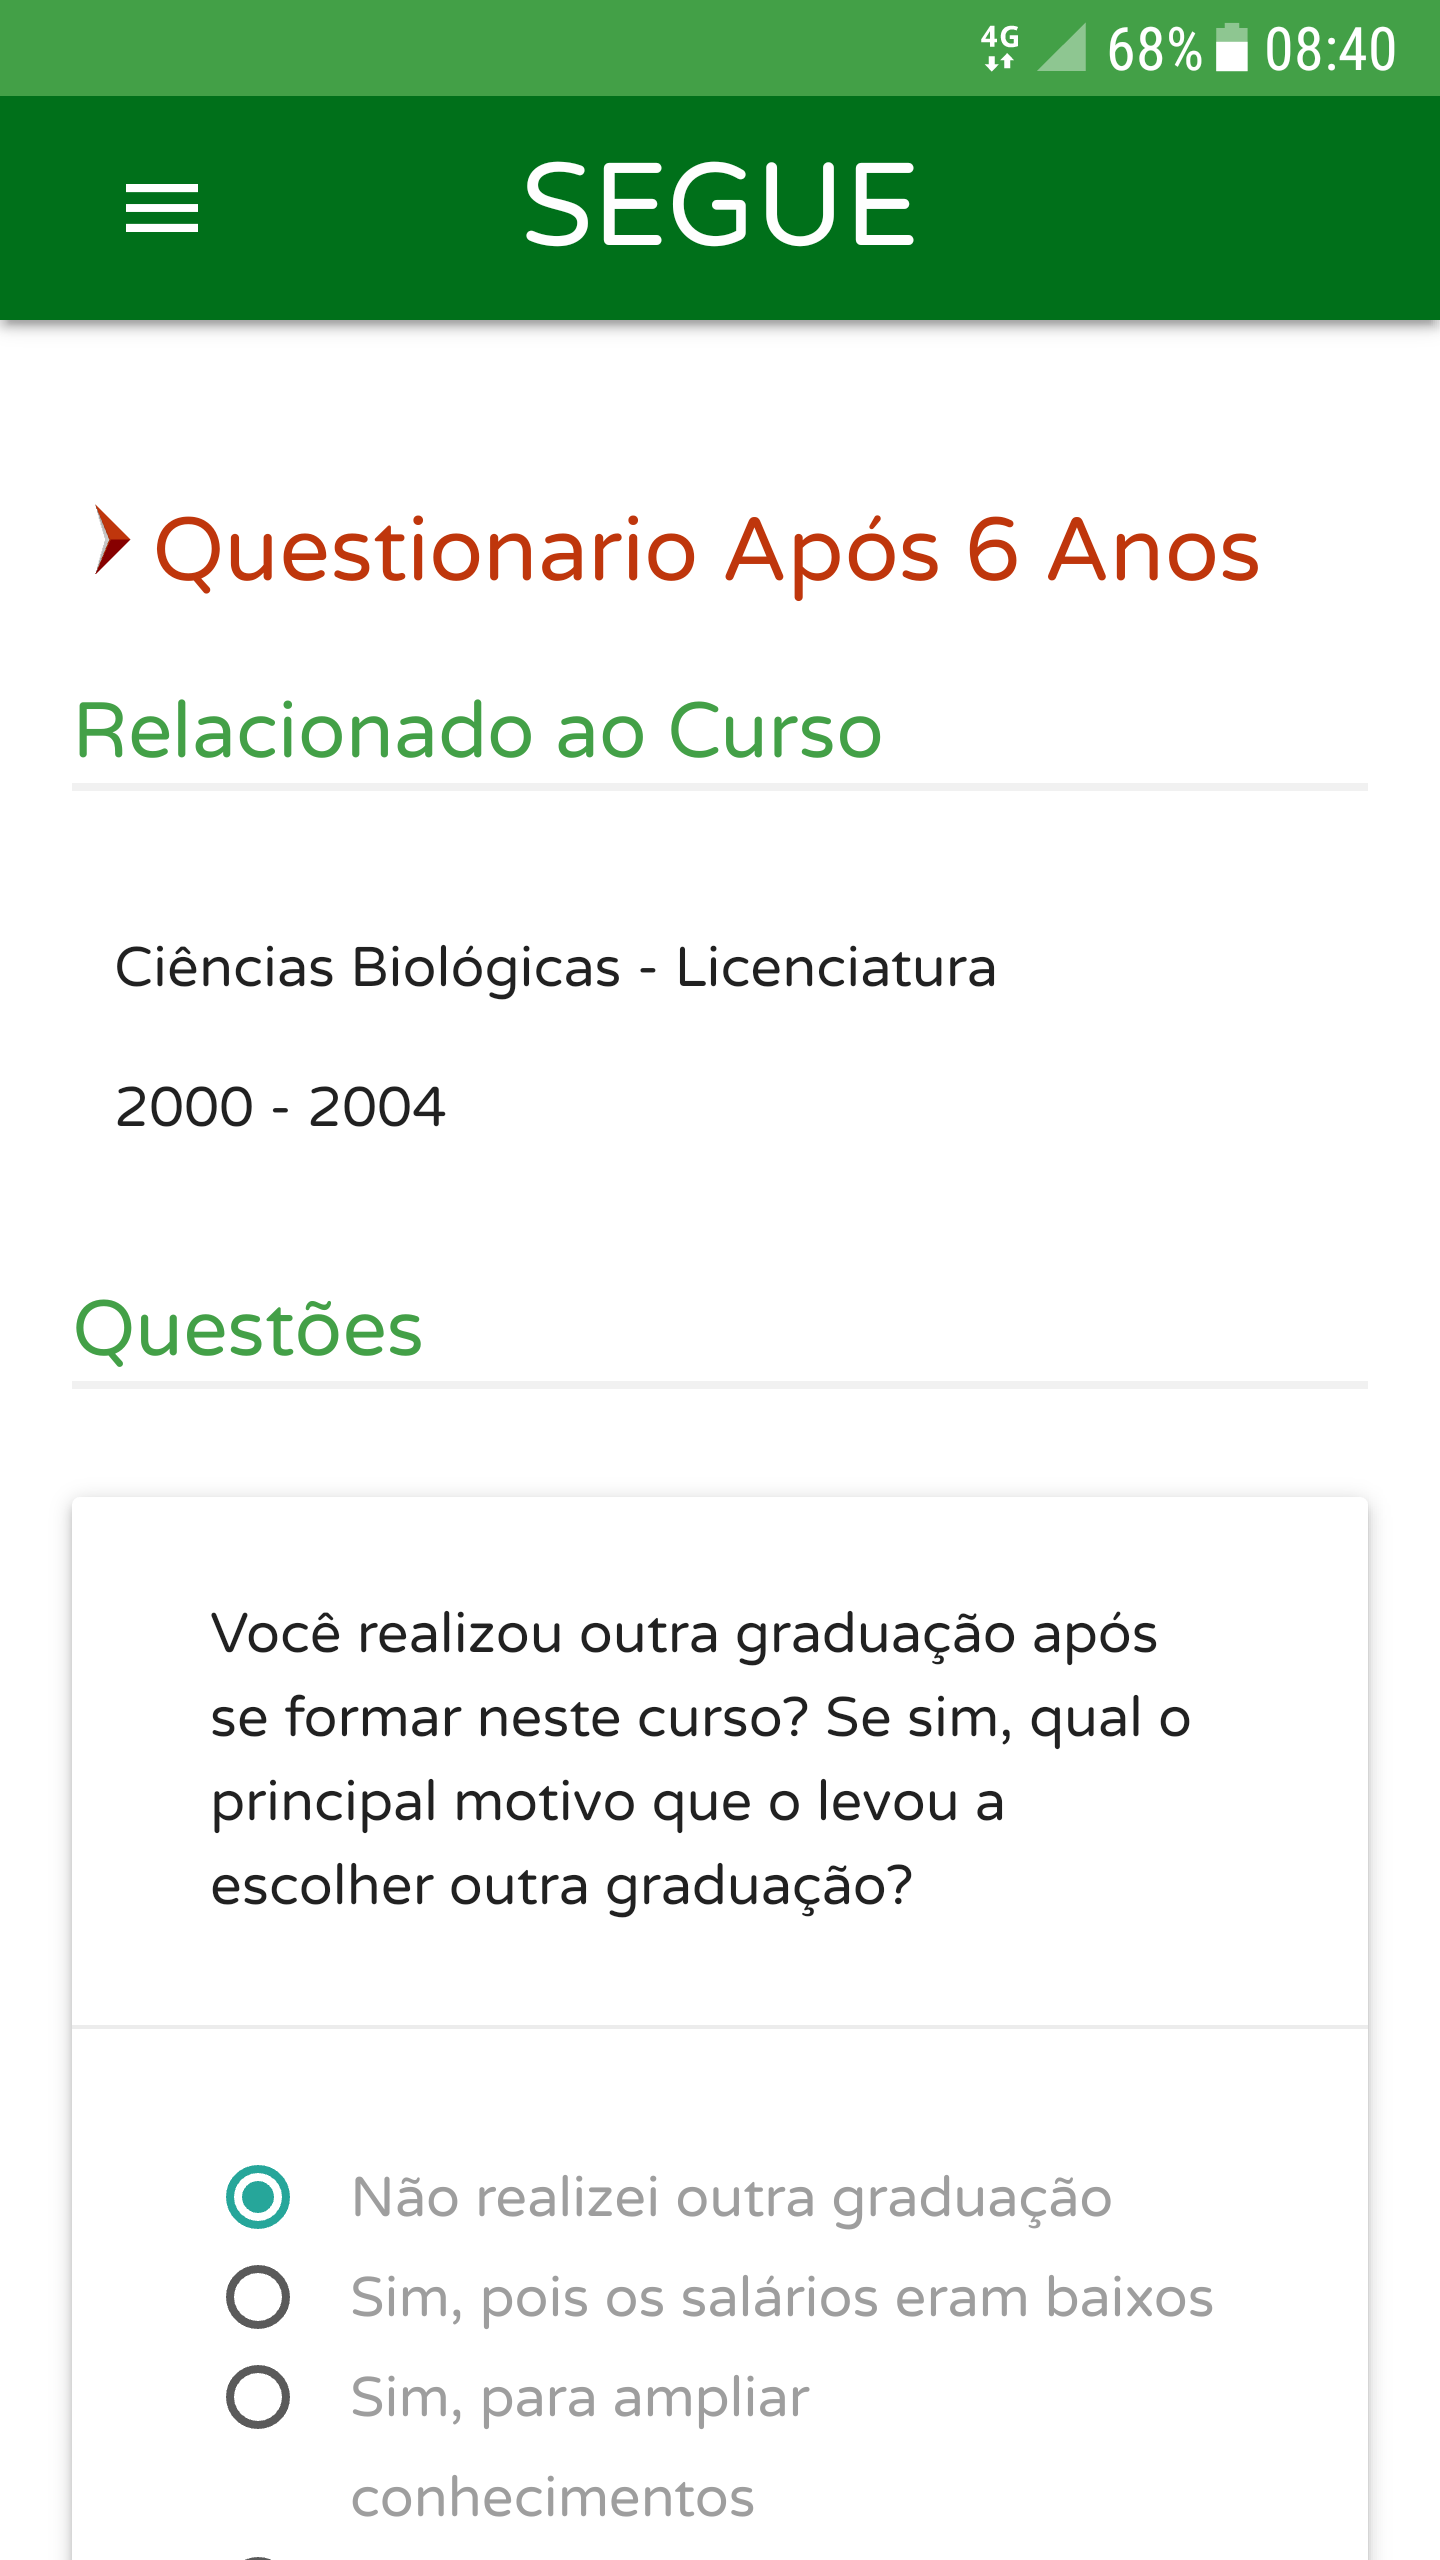 4G 68% 08:40
SEGUE
Questionario Após 6 Anos
Relacionado ao Curso
Ciências Biológicas - Licenciatura
2000 - 2004
Questões
Você realizou outra graduação após
se formar neste curso? Se sim, qual o
principal motivo que o levou a
escolher outra graduação?
Não realizei outra graduação
Sim, pois os salários eram baixos
Sim, para ampliar
conhecimentos